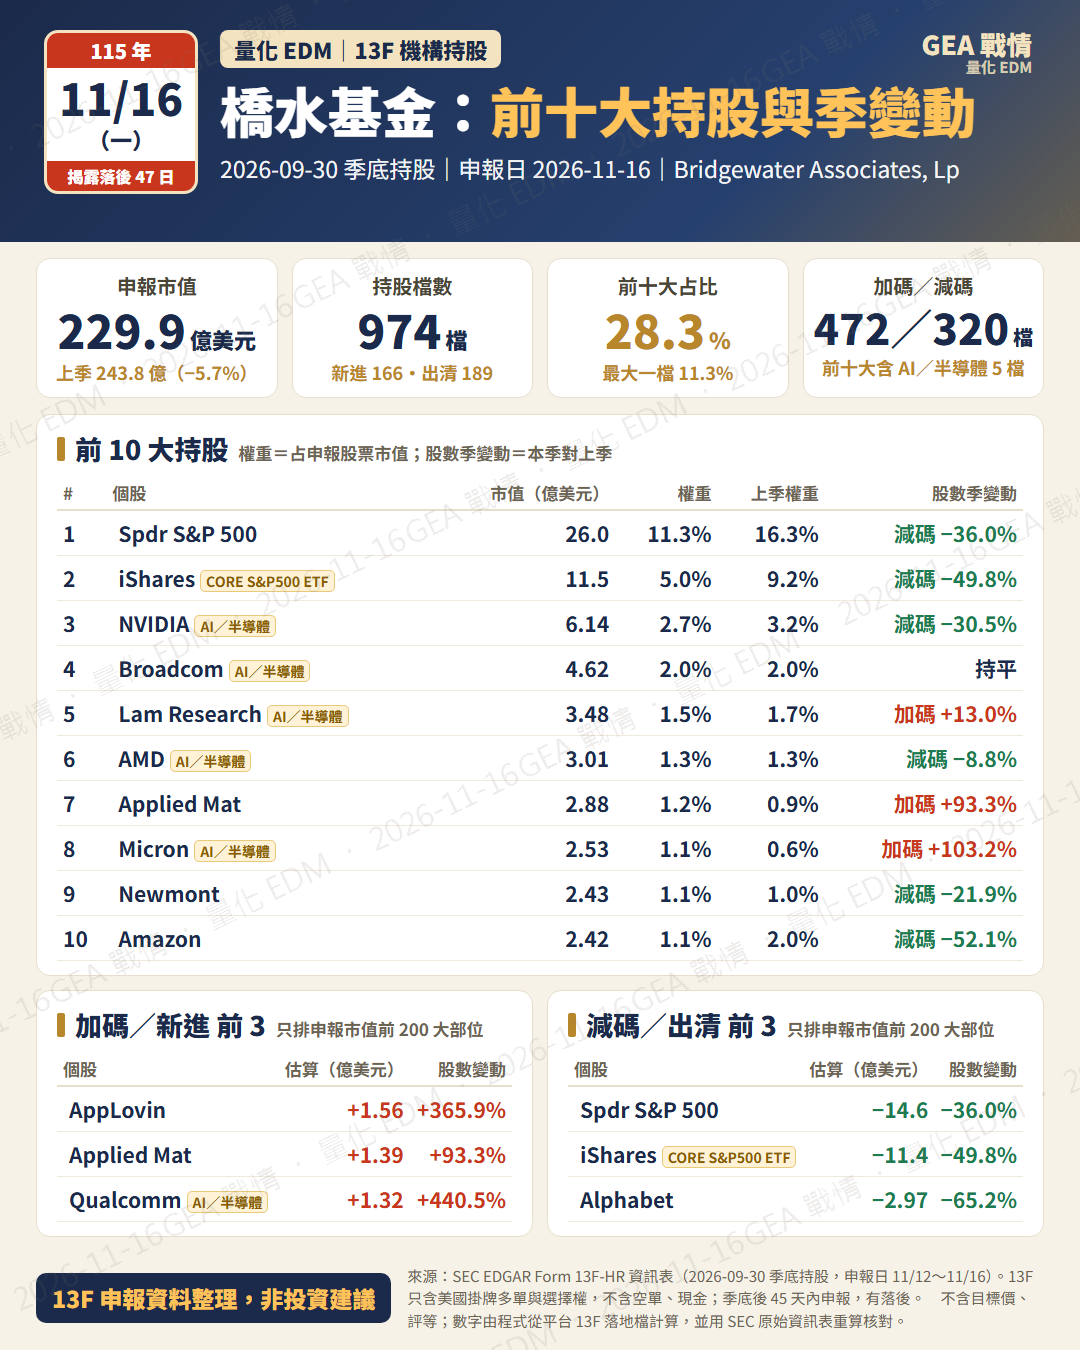 115 年
11/16
（一）
揭露落後 47 日
量化 EDM｜13F 機構持股
GEA 戰情
量化 EDM
橋水基金：前十大持股與季變動
2026-09-30 季底持股｜申報日 2026-11-16｜Bridgewater Associates, Lp
申報市值
229.9 億美元
上季 243.8 億（−5.7%）
持股檔數
974 檔
新進 166・出清 189
前十大占比
28.3 %
最大一檔 11.3%
加碼／減碼
472／320 檔
前十大含 AI／半導體 5 檔
前 10 大持股 權重＝占申報股票市值；股數季變動＝本季對上季
# 個股 市值（億美元） 權重 上季權重 股數季變動
1 Spdr S&P 500 26.0 11.3% 16.3% 減碼 −36.0%
2 iShares CORE S&P500 ETF 11.5 5.0% 9.2% 減碼 −49.8%
3 NVIDIA AI／半導體 6.14 2.7% 3.2% 減碼 −30.5%
4 Broadcom AI／半導體 4.62 2.0% 2.0% 持平
5 Lam Research AI／半導體 3.48 1.5% 1.7% 加碼 +13.0%
6 AMD AI／半導體 3.01 1.3% 1.3% 減碼 −8.8%
7 Applied Mat 2.88 1.2% 0.9% 加碼 +93.3%
8 Micron AI／半導體 2.53 1.1% 0.6% 加碼 +103.2%
9 Newmont 2.43 1.1% 1.0% 減碼 −21.9%
10 Amazon 2.42 1.1% 2.0% 減碼 −52.1%
加碼／新進 前 3 只排申報市值前 200 大部位
個股 估算（億美元） 股數變動
AppLovin +1.56 +365.9%
Applied Mat +1.39 +93.3%
Qualcomm AI／半導體 +1.32 +440.5%
減碼／出清 前 3 只排申報市值前 200 大部位
個股 估算（億美元） 股數變動
Spdr S&P 500 −14.6 −36.0%
iShares CORE S&P500 ETF −11.4 −49.8%
Alphabet −2.97 −65.2%
13F 申報資料整理，非投資建議
來源：SEC EDGAR Form 13F-HR 資訊表（2026-09-30 季底持股，申報日 11/12～11/16）。13F
只含美國掛牌多單與選擇權，不含空單、現金；季底後 45 天內申報，有落後。　不含目標價、
評等；數字由程式從平台 13F 落地檔計算，並用 SEC 原始資訊表重算核對。